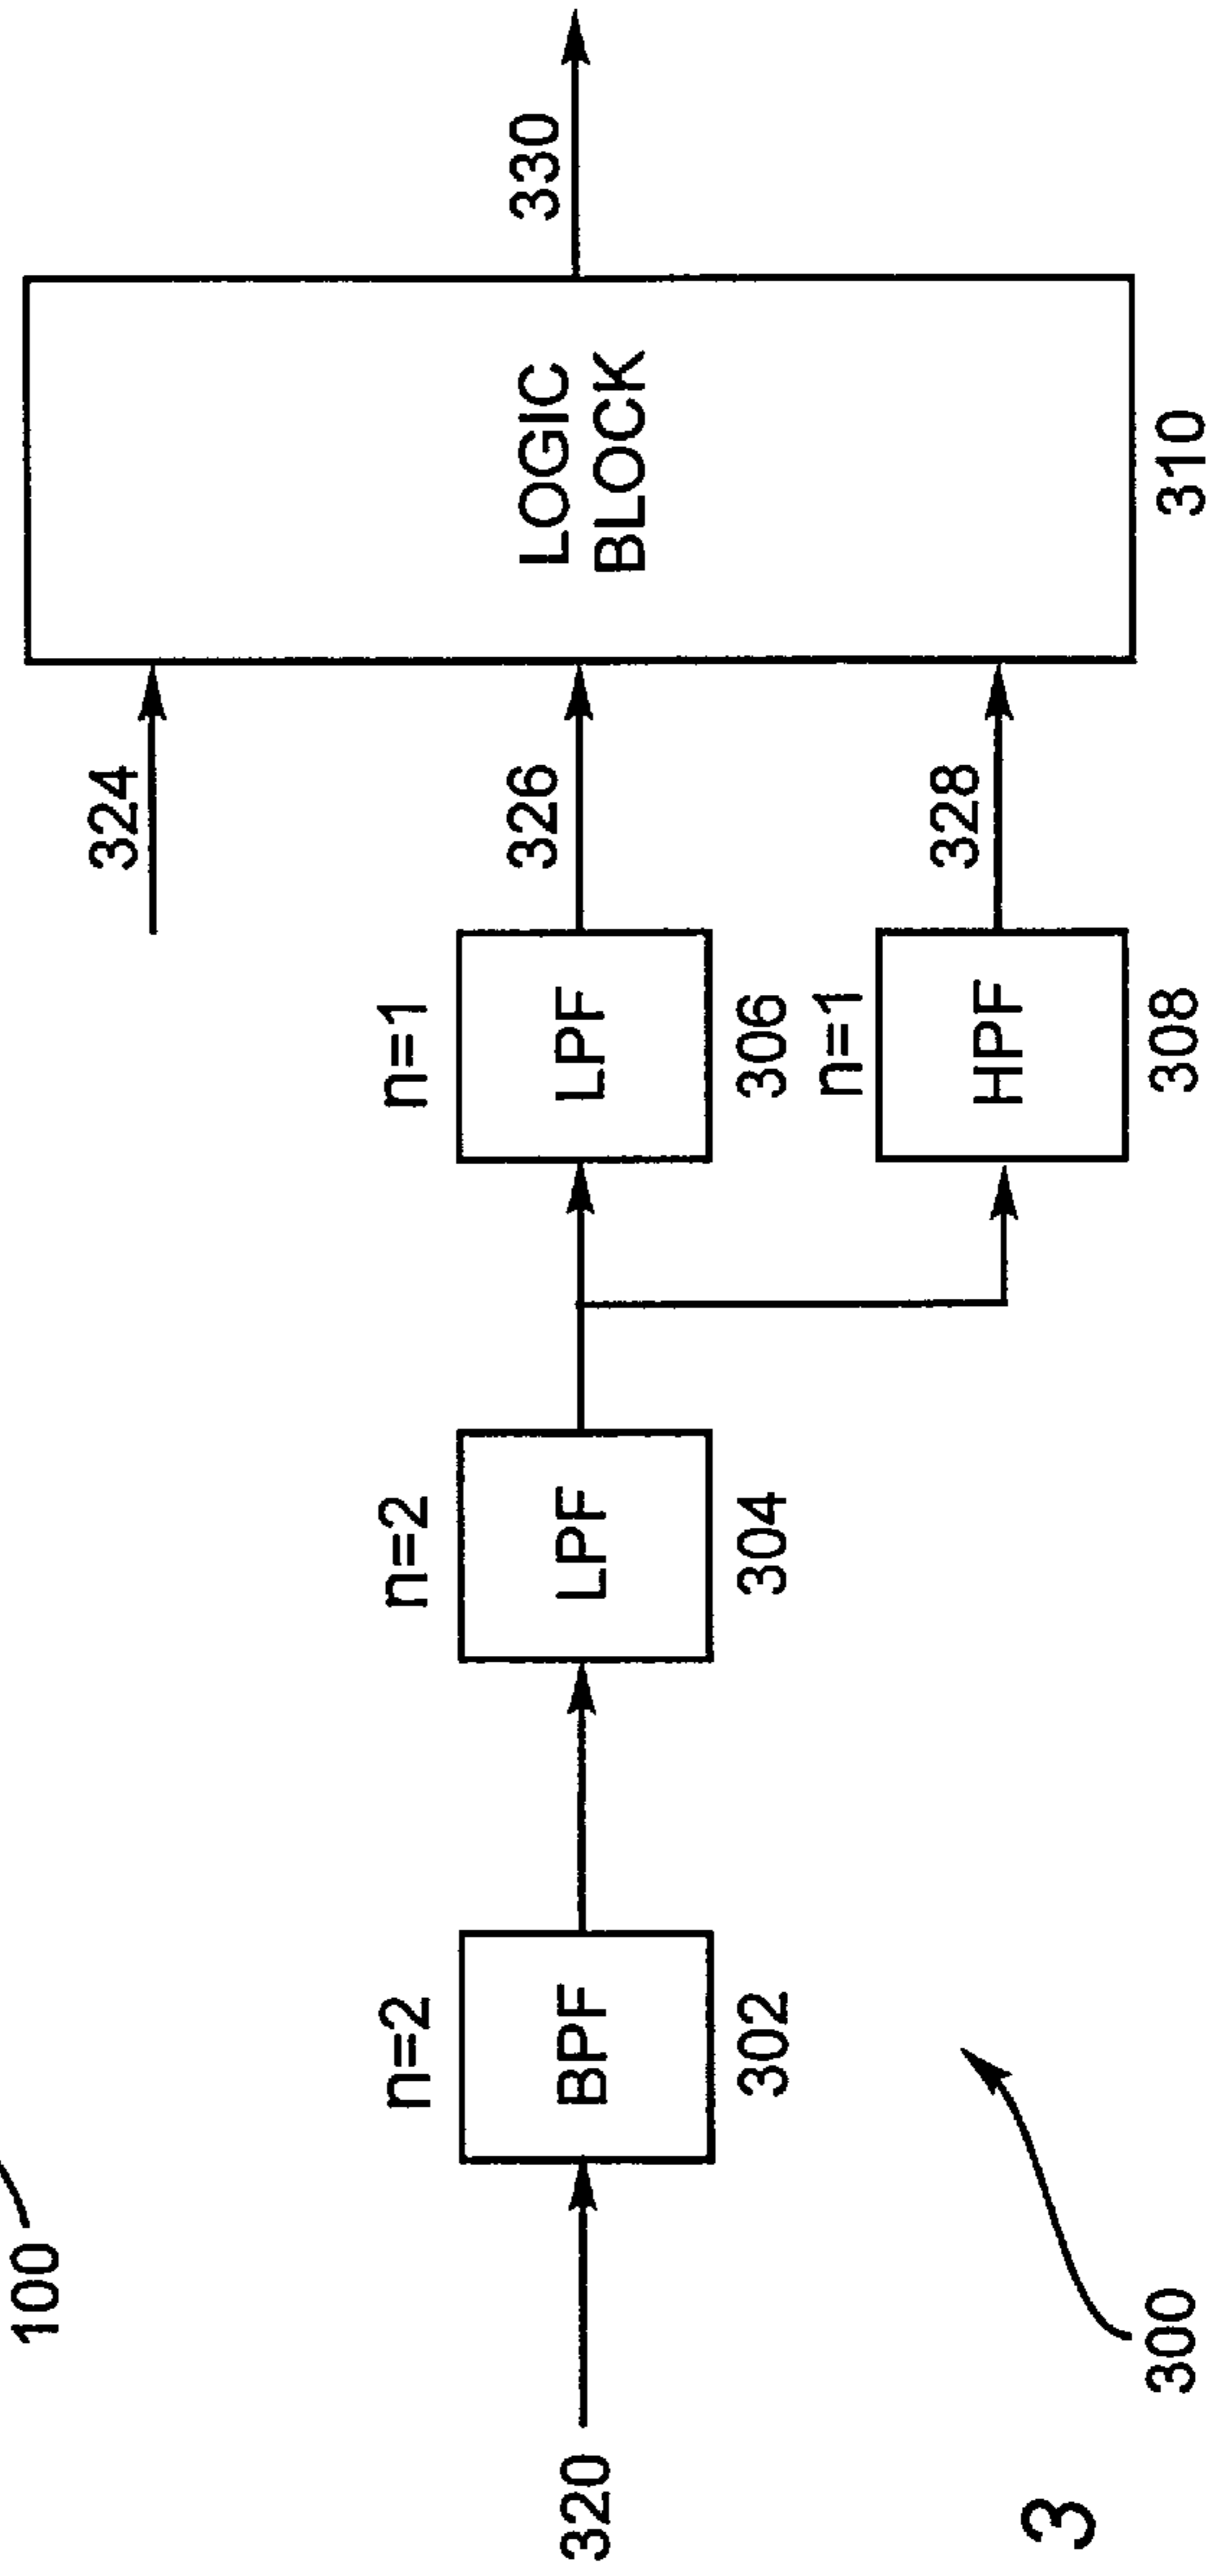 100
324
330
n=2
n=2
n=1
326
320
BPF
LPF
LPF
LOGIC
BLOCK
302
304
306
n=1
328
HPF
3
300
308
310